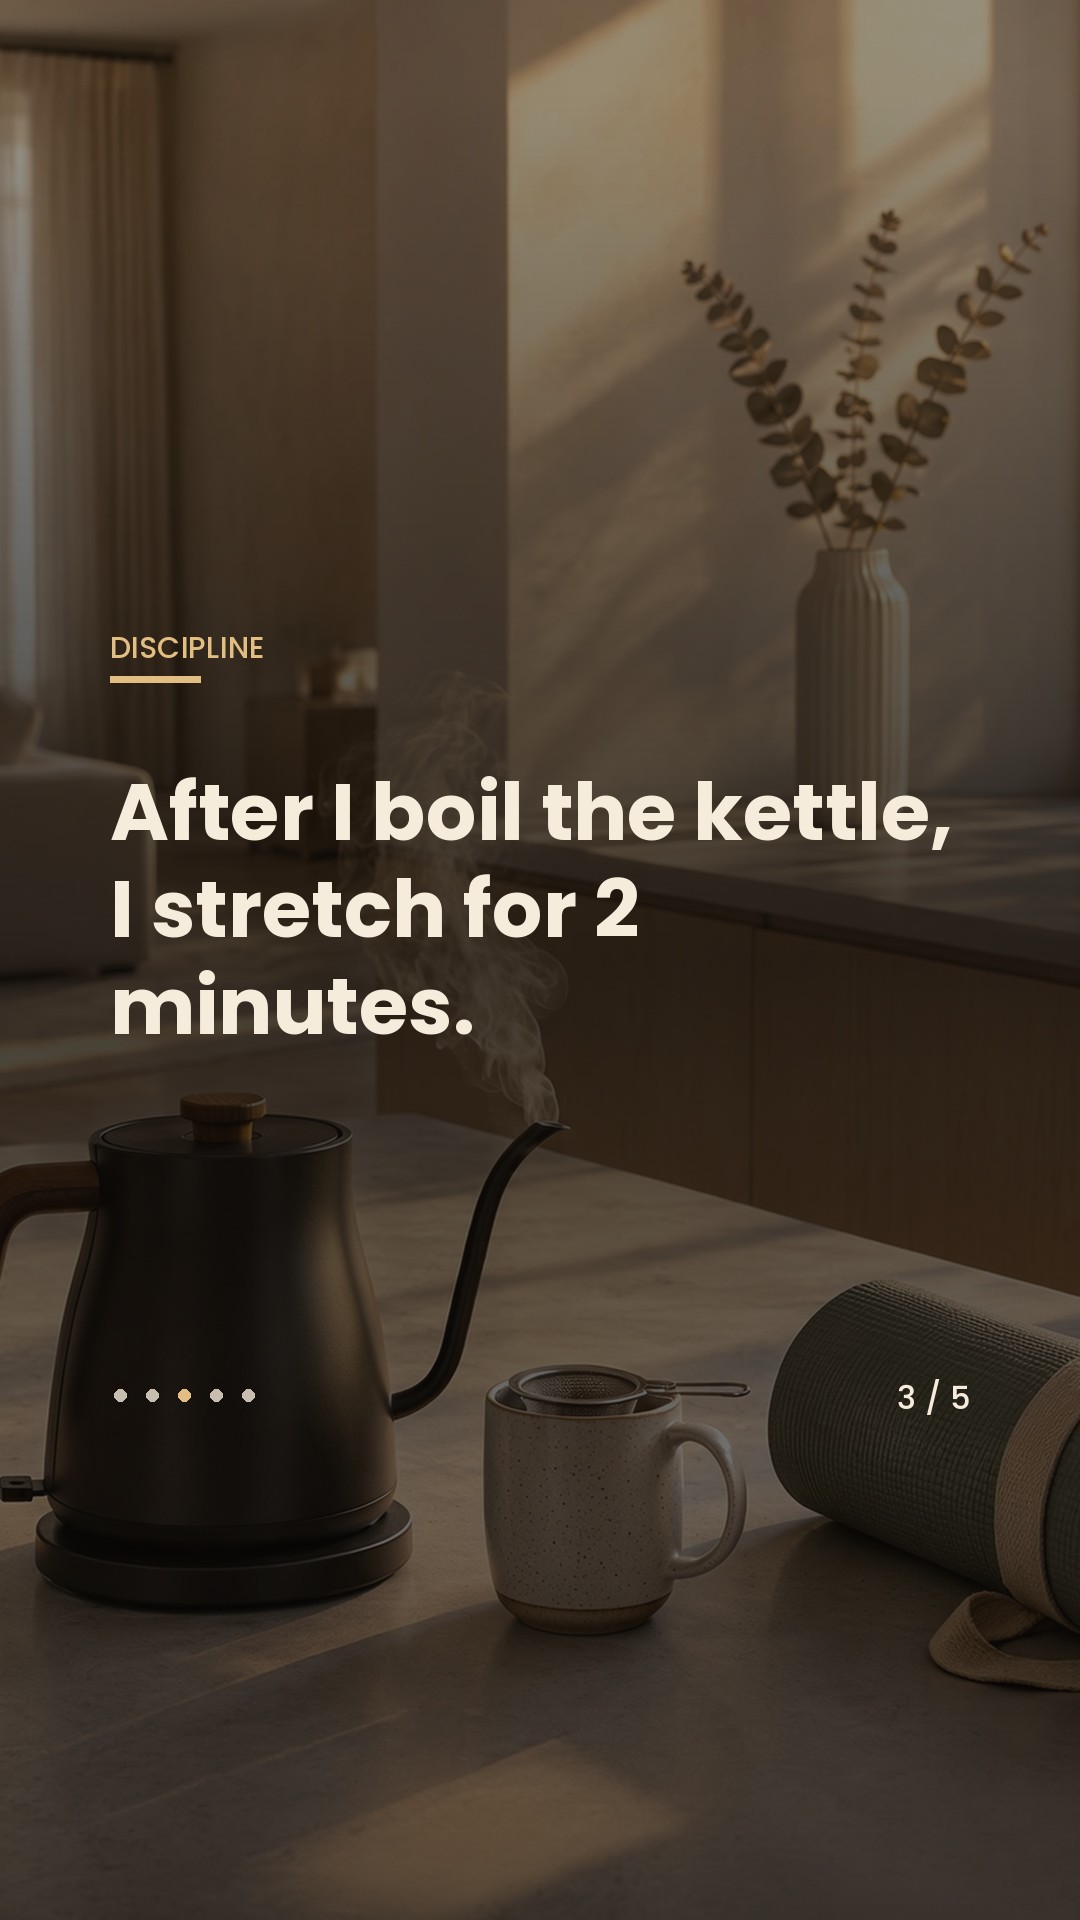 DISCIPLINE
After I boil the kettle,
I stretch for 2
minutes.
3 / 5